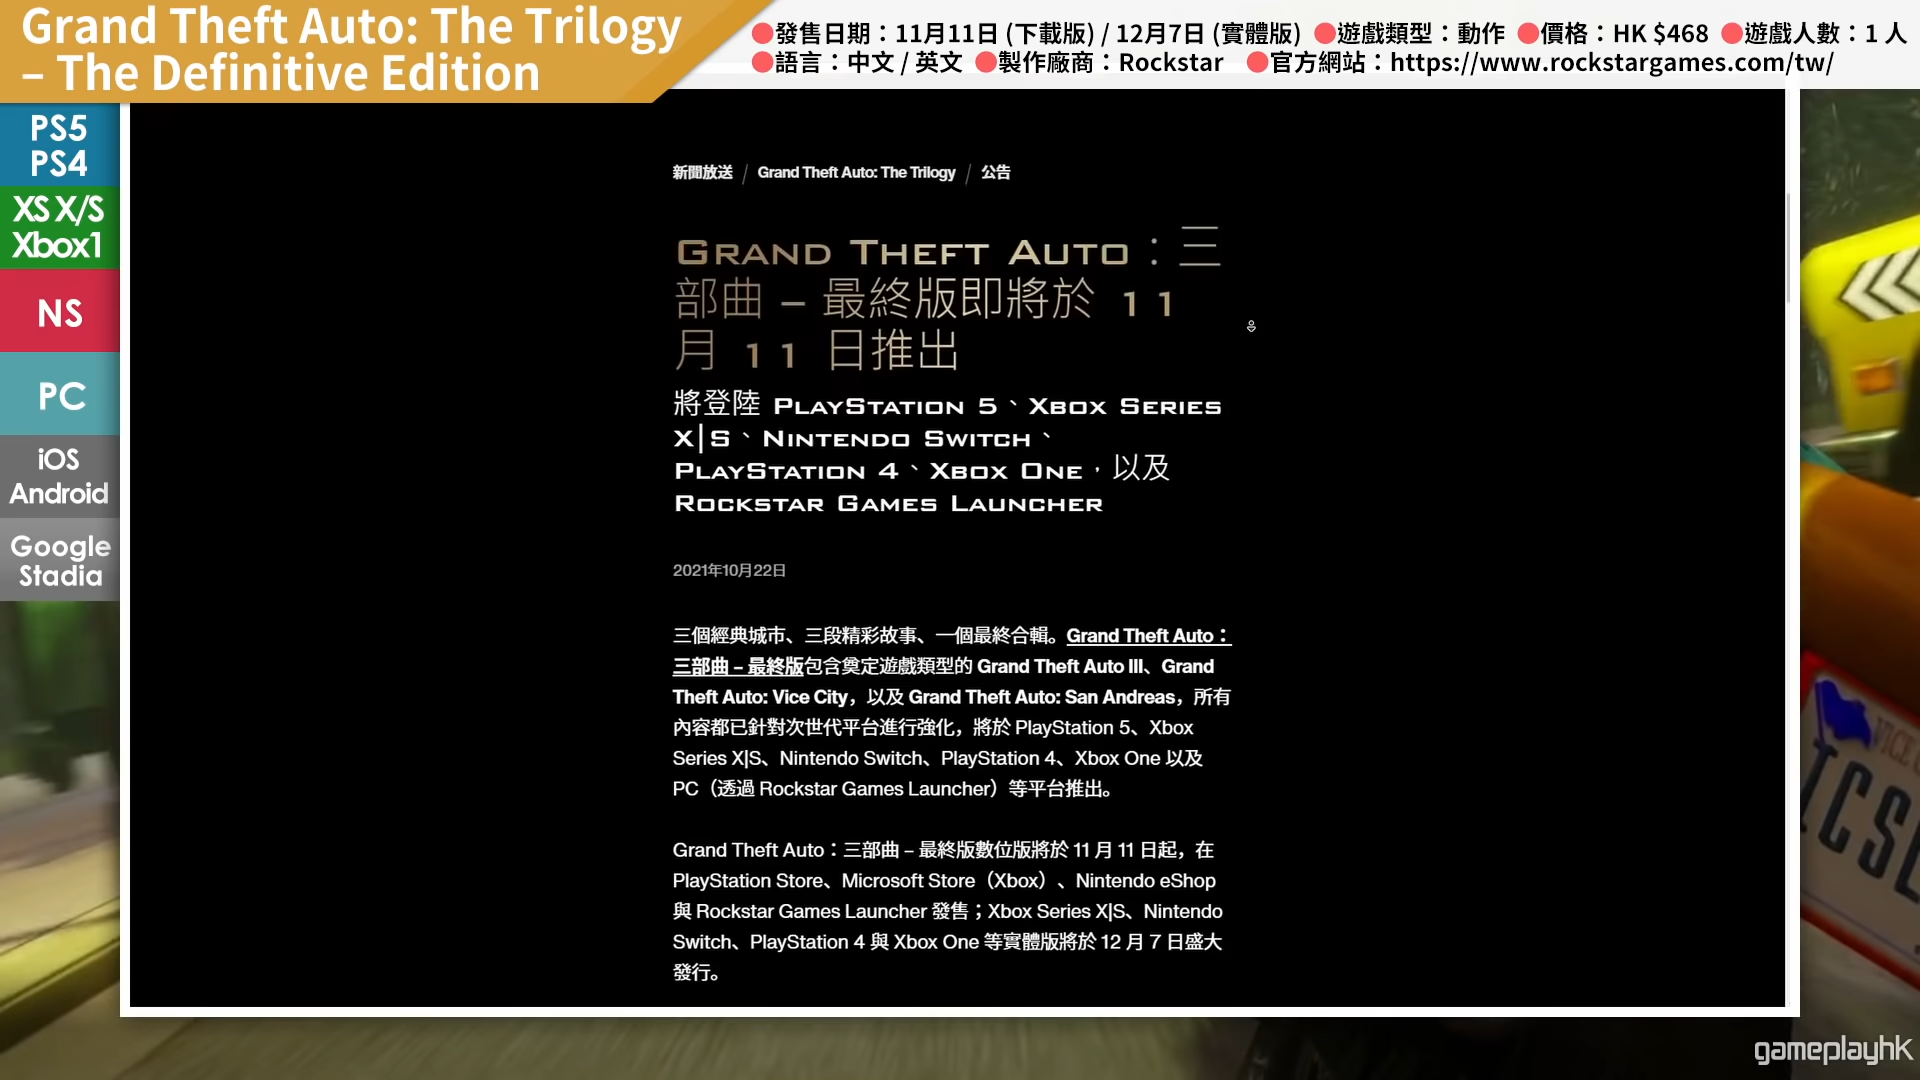 Grand Theft Auto: The Trilogy
– The Definitive Edition
●發售日期：11月11日 (下載版) / 12月7日 (實體版) ●遊戲類型：動作 ●價格：HK $468 ●遊戲人數：1 人
●語言：中文 / 英文 ●製作廠商：Rockstar ●官方網站：https://www.rockstargames.com/tw/
PS5
PS4
XS X/S
Xbox1
NS
PC
iOS
Android
Google
Stadia
新聞放送 / Grand Theft Auto: The Trilogy / 公告
Grand Theft Auto：三
部曲 – 最終版即將於 11
月 11 日推出
將登陸 PlayStation 5、Xbox Series
X|S、Nintendo Switch、
PlayStation 4、Xbox One，以及
Rockstar Games Launcher
2021年10月22日
三個經典城市、三段精彩故事、一個最終合輯。Grand Theft Auto：
三部曲 – 最終版包含奠定遊戲類型的 Grand Theft Auto III、Grand
Theft Auto: Vice City，以及 Grand Theft Auto: San Andreas，所有
內容都已針對次世代平台進行強化，將於 PlayStation 5、Xbox
Series X|S、Nintendo Switch、PlayStation 4、Xbox One 以及
PC（透過 Rockstar Games Launcher）等平台推出。
Grand Theft Auto：三部曲 – 最終版數位版將於 11 月 11 日起，在
PlayStation Store、Microsoft Store（Xbox）、Nintendo eShop
與 Rockstar Games Launcher 發售；Xbox Series X|S、Nintendo
Switch、PlayStation 4 與 Xbox One 等實體版將於 12 月 7 日盛大
發行。
gameplayhk